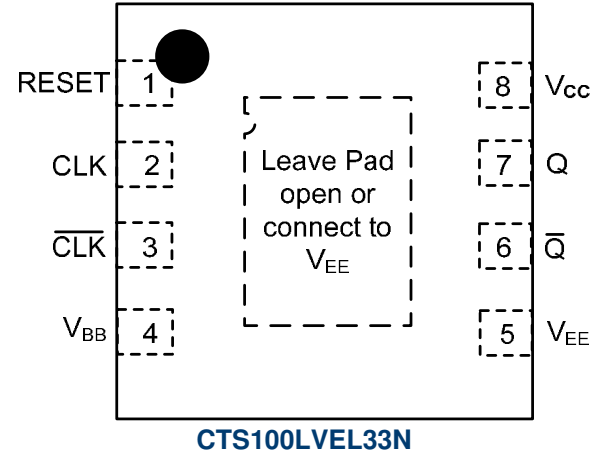 RESET 1 8 VCC
CLK 2 7 Q
C̅L̅K̅ 3 6 Q̅
VBB 4 5 VEE
Leave Pad
open or
connect to
VEE
CTS100LVEL33N